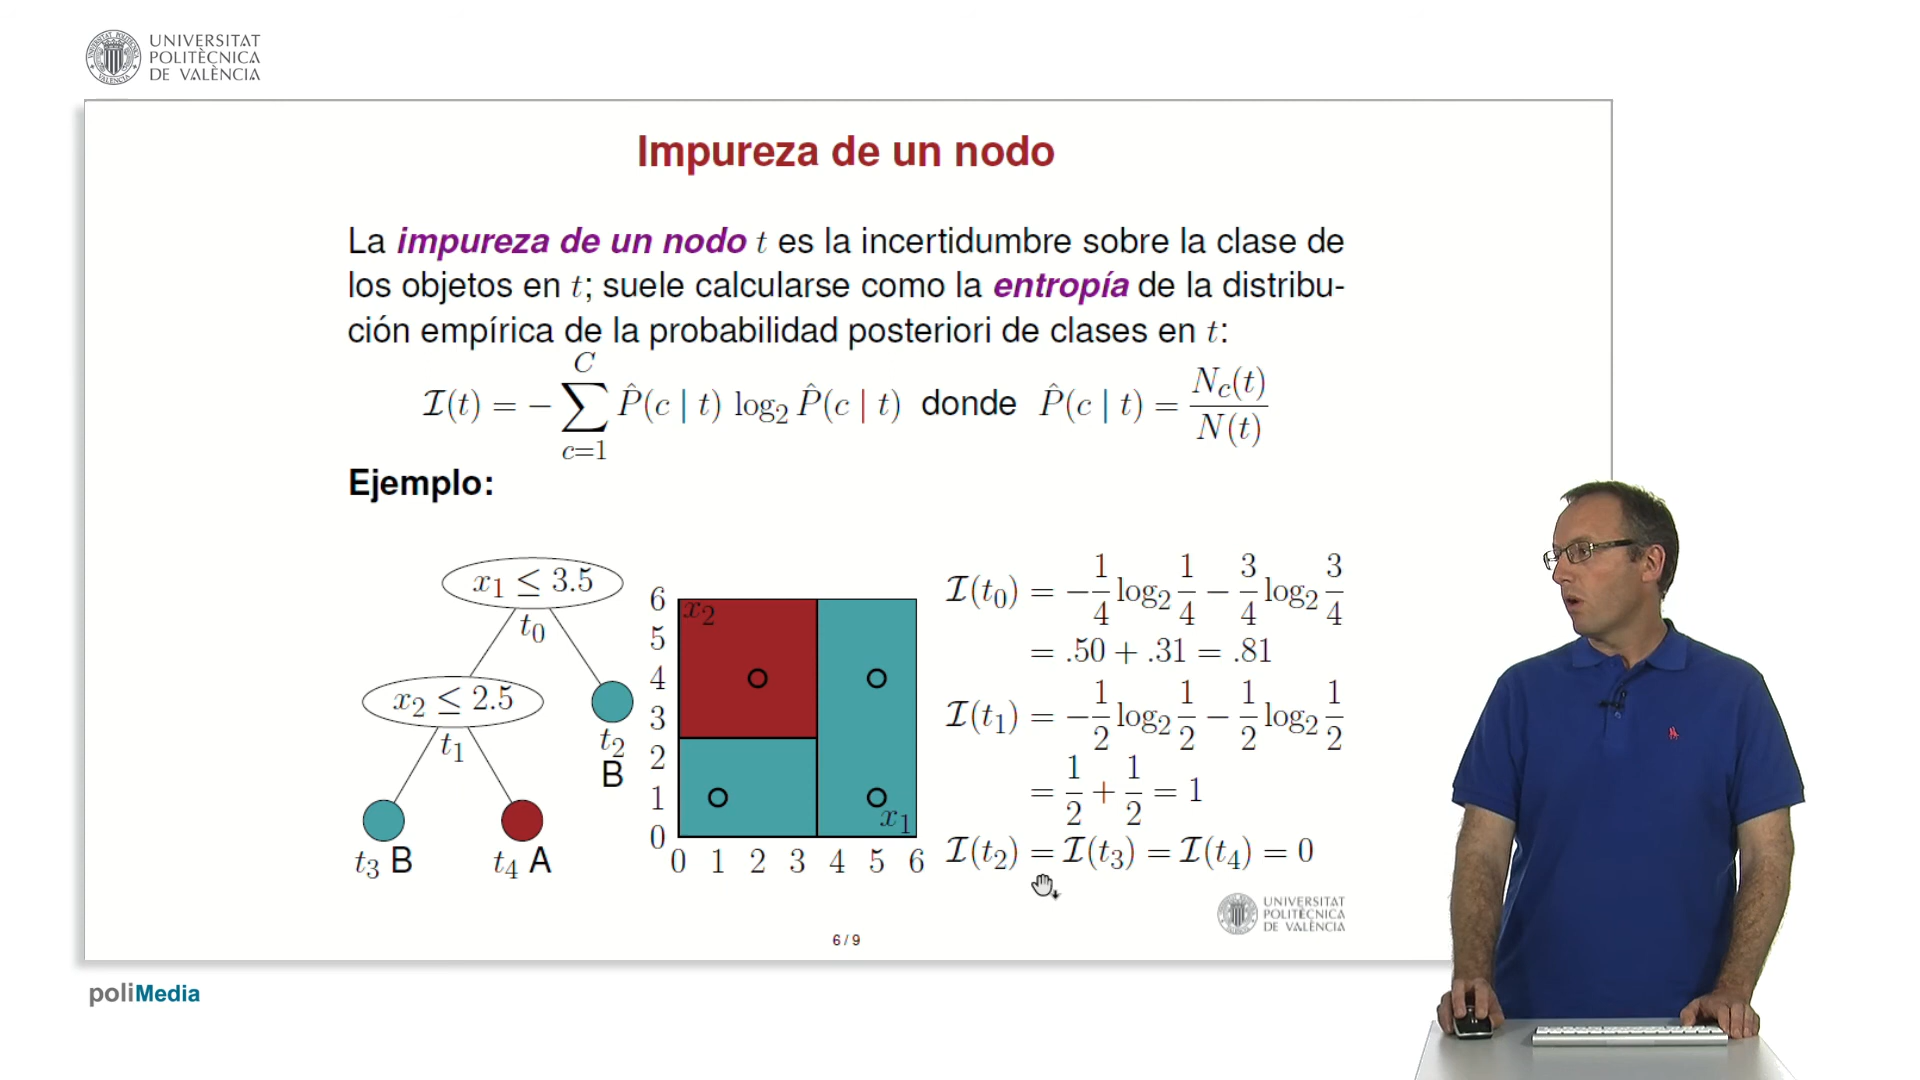 UNIVERSITAT
POLITÈCNICA
DE VALÈNCIA
Impureza de un nodo
La impureza de un nodo t es la incertidumbre sobre la clase de
los objetos en t; suele calcularse como la entropía de la distribu-
ción empírica de la probabilidad posteriori de clases en t:
I(t) = − ∑_{c=1}^{C} P̂(c | t) log₂ P̂(c | t) donde P̂(c | t) = N_c(t) / N(t)
Ejemplo:
x₁ ≤ 3.5
t₀
x₂ ≤ 2.5
t₁
t₂
B
t₃ B
t₄ A
6
5
4
3
2
1
0
x₂
x₁
0 1 2 3 4 5 6
I(t₀) = −1/4 log₂ 1/4 − 3/4 log₂ 3/4
= .50 + .31 = .81
I(t₁) = −1/2 log₂ 1/2 − 1/2 log₂ 1/2
= 1/2 + 1/2 = 1
I(t₂) = I(t₃) = I(t₄) = 0
UNIVERSITAT
POLITÈCNICA
DE VALÈNCIA
6 / 9
poliMedia